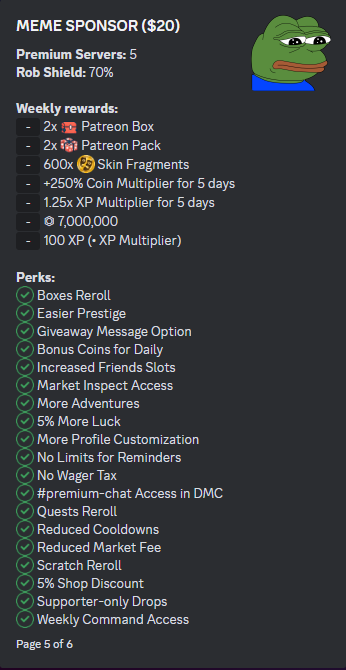 MEME SPONSOR ($20)
Premium Servers: 5
Rob Shield: 70%
Weekly rewards:
- 2x Patreon Box
- 2x Patreon Pack
- 600x Skin Fragments
- +250% Coin Multiplier for 5 days
- 1.25x XP Multiplier for 5 days
- 7,000,000
- 100 XP (• XP Multiplier)
Perks:
Boxes Reroll
Easier Prestige
Giveaway Message Option
Bonus Coins for Daily
Increased Friends Slots
Market Inspect Access
More Adventures
5% More Luck
More Profile Customization
No Limits for Reminders
No Wager Tax
#premium-chat Access in DMC
Quests Reroll
Reduced Cooldowns
Reduced Market Fee
Scratch Reroll
5% Shop Discount
Supporter-only Drops
Weekly Command Access
Page 5 of 6